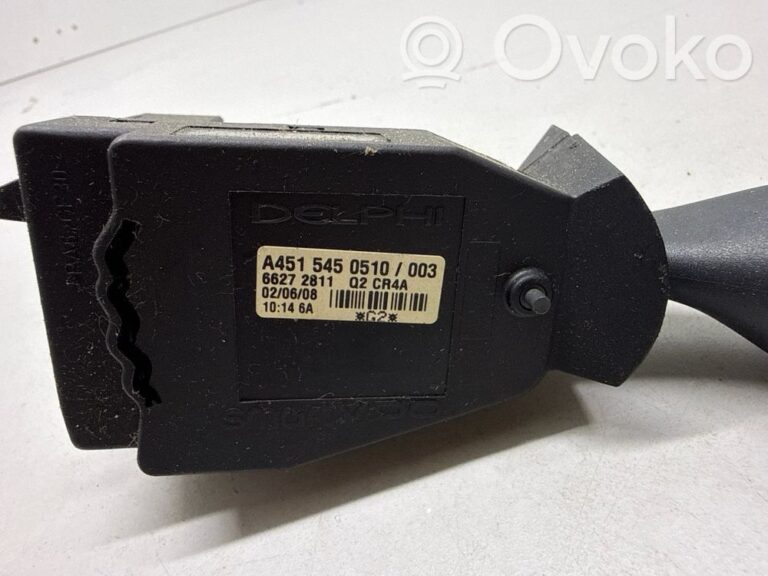 Ovoko
DELPHI
A451 545 0510 / 003
6627 2811 Q2 CR4A
02/06/08
10:14 6A
*G2*